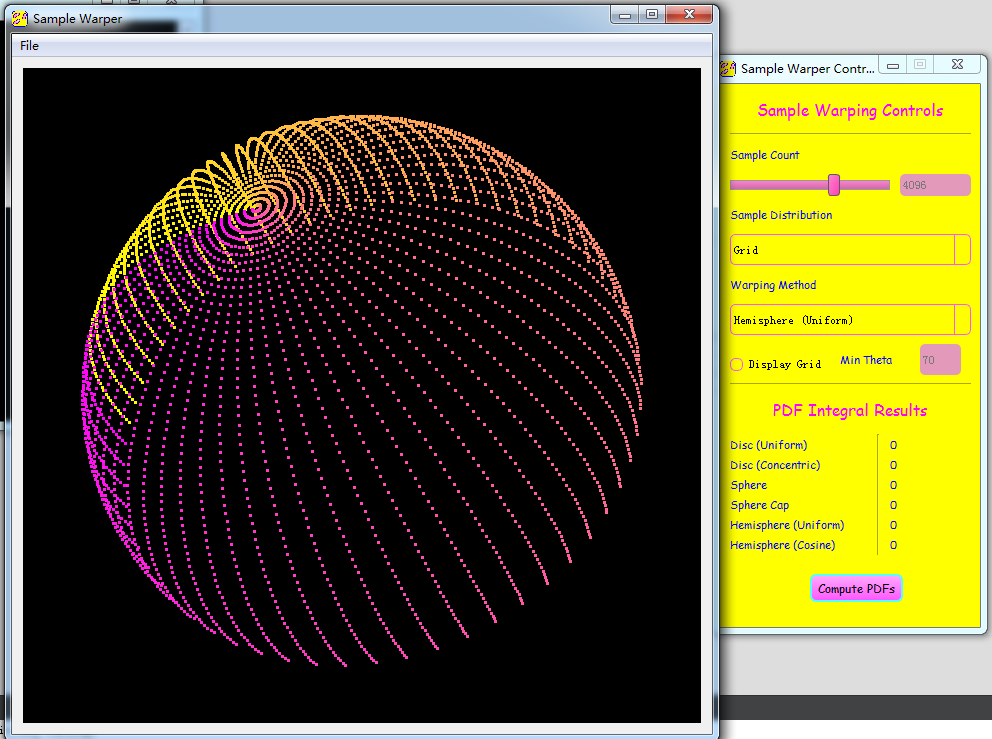 Sample Warper
File
Sample Warper Contr...
Sample Warping Controls
Sample Count
4096
Sample Distribution
Grid
Warping Method
Hemisphere (Uniform)
Display Grid Min Theta 70
PDF Integral Results
Disc (Uniform) 0
Disc (Concentric) 0
Sphere 0
Sphere Cap 0
Hemisphere (Uniform) 0
Hemisphere (Cosine) 0
Compute PDFs